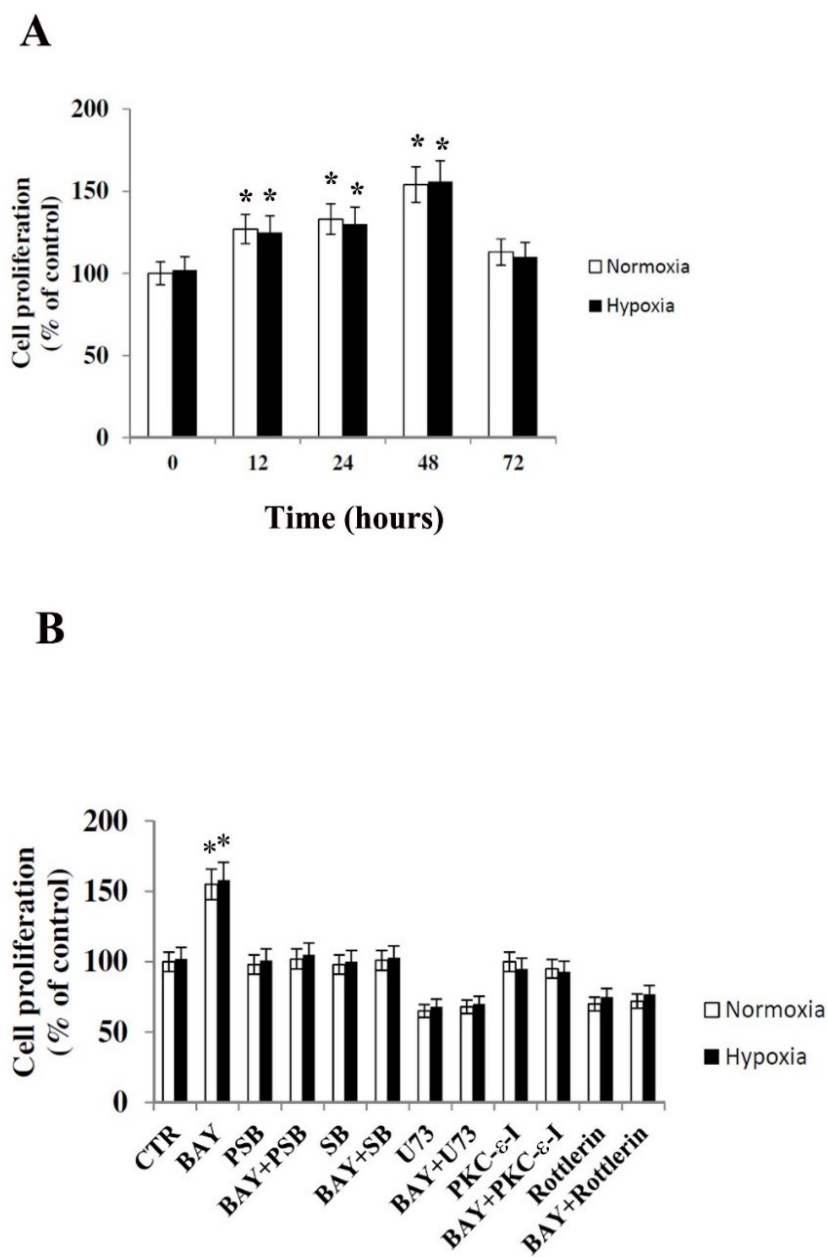 A
200
150
100
50
0
Cell proliferation
(% of control)
* * * * * *
0 12 24 48 72
Time (hours)
Normoxia
Hypoxia
B
200
150
100
50
0
Cell proliferation
(% of control)
**
CTR
BAY
PSB
BAY+PSB
SB
BAY+SB
U73
BAY+U73
PKC-ε-I
BAY+PKC-ε-I
Rottlerin
BAY+Rottlerin
Normoxia
Hypoxia